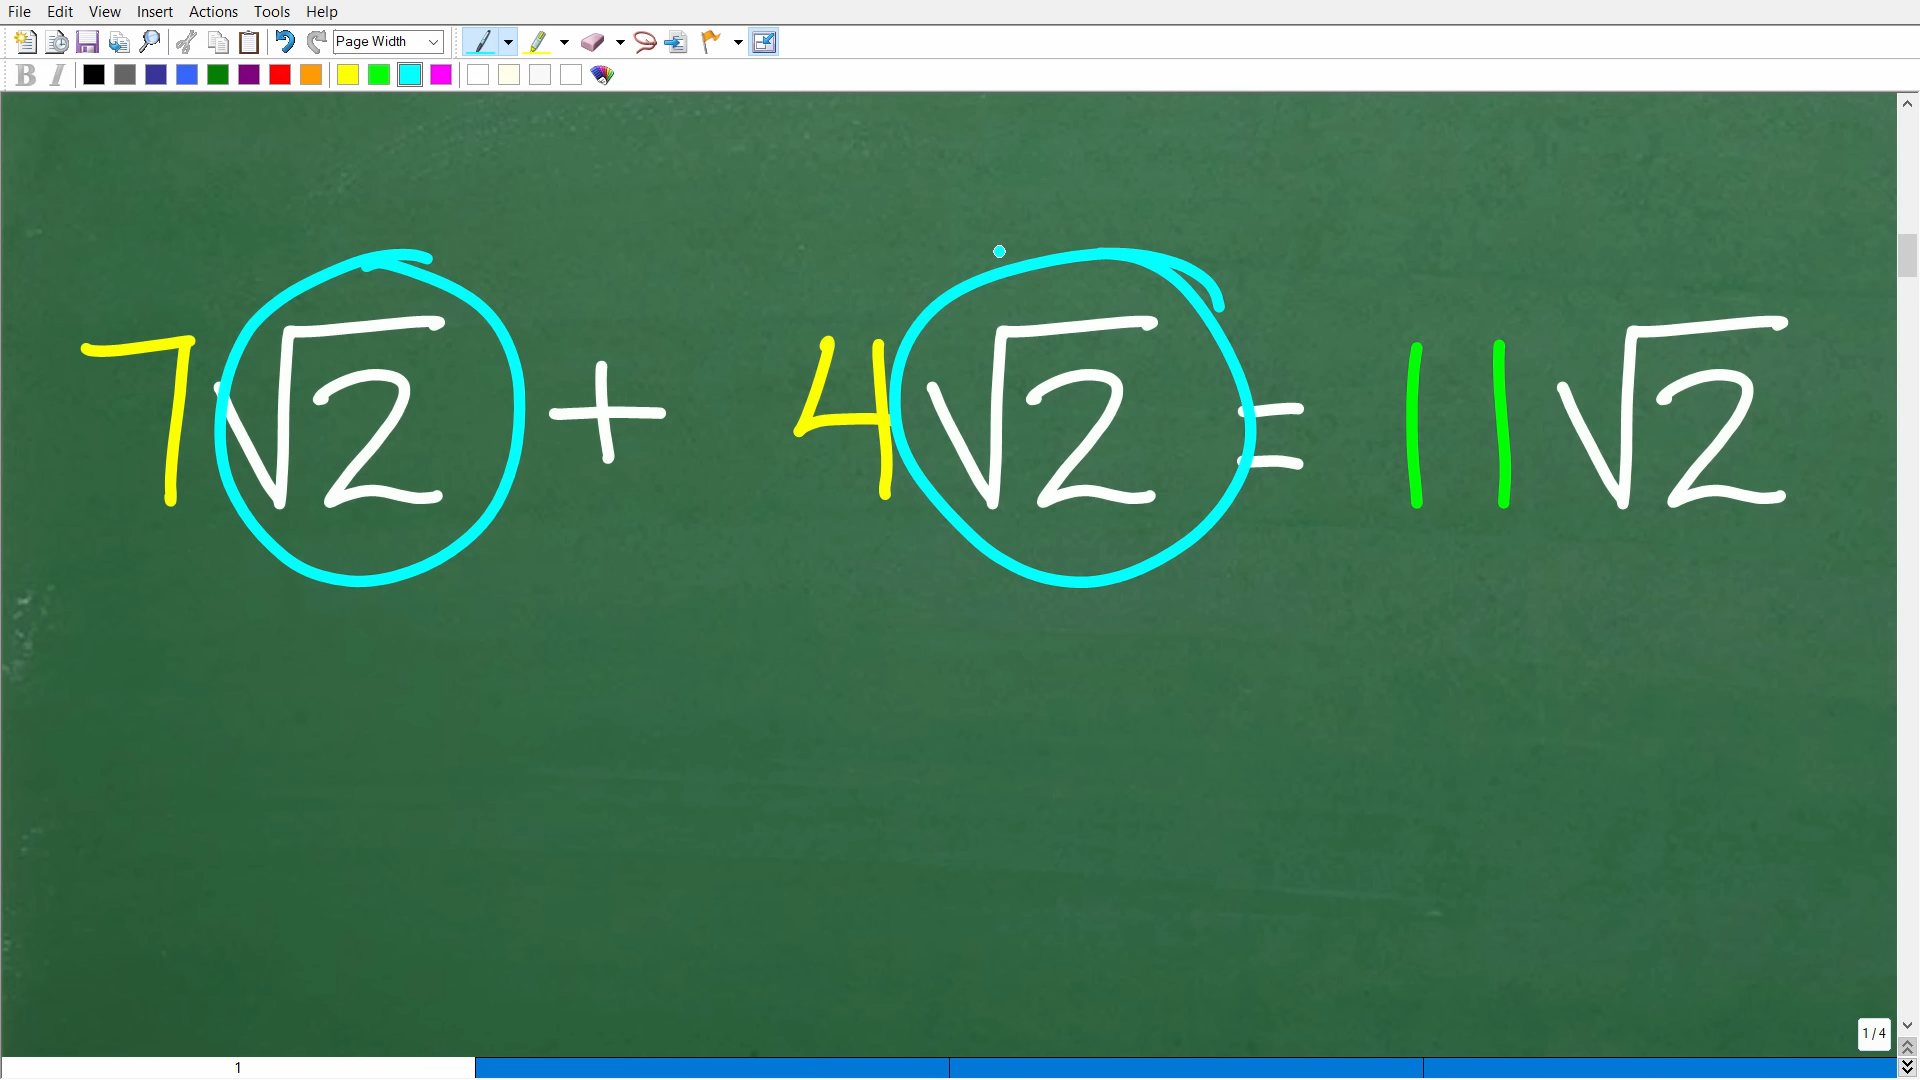 File Edit View Insert Actions Tools Help
Page Width
B I
7√2 + 4√2 = 11√2
1 / 4
1